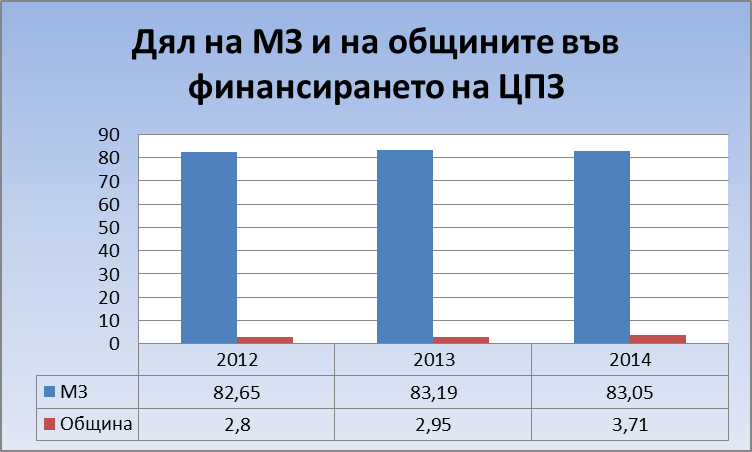 Дял на МЗ и на общините във
финансирането на ЦПЗ
90
80
70
60
50
40
30
20
10
0
2012 2013 2014
МЗ 82,65 83,19 83,05
Община 2,8 2,95 3,71